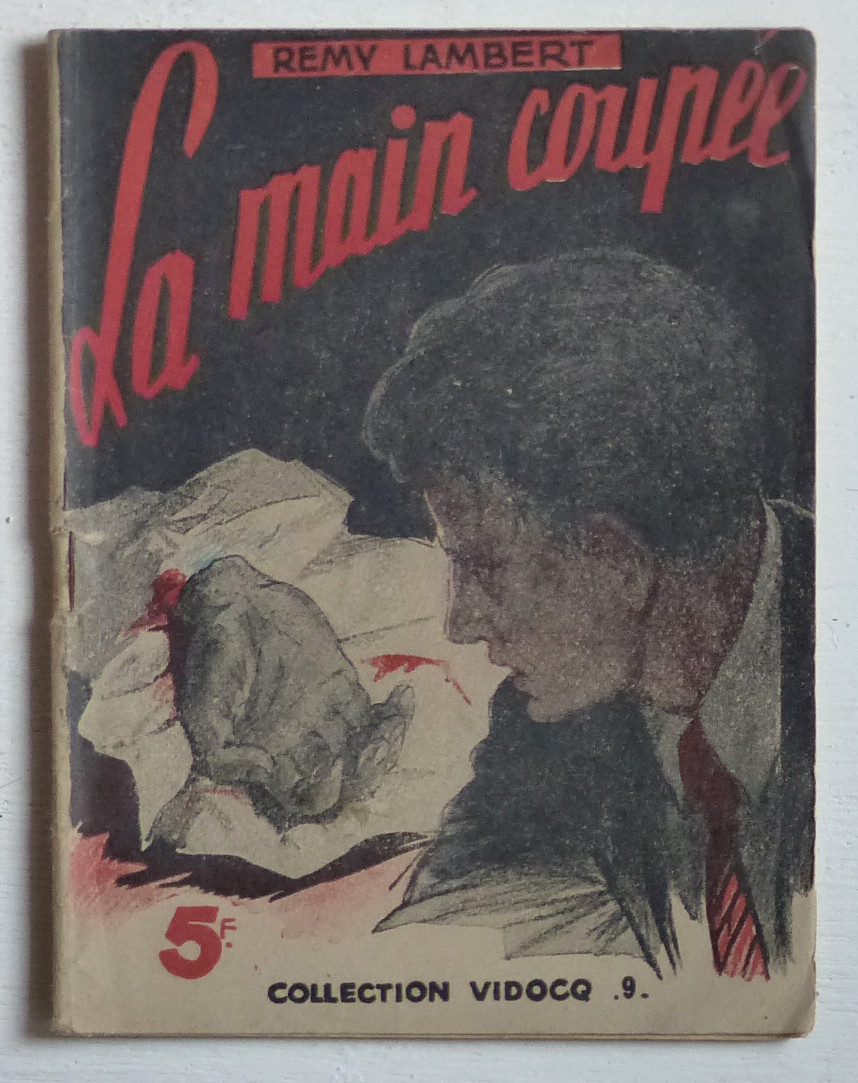 REMY LAMBERT
La main coupée
5F.
COLLECTION VIDOCQ .9.